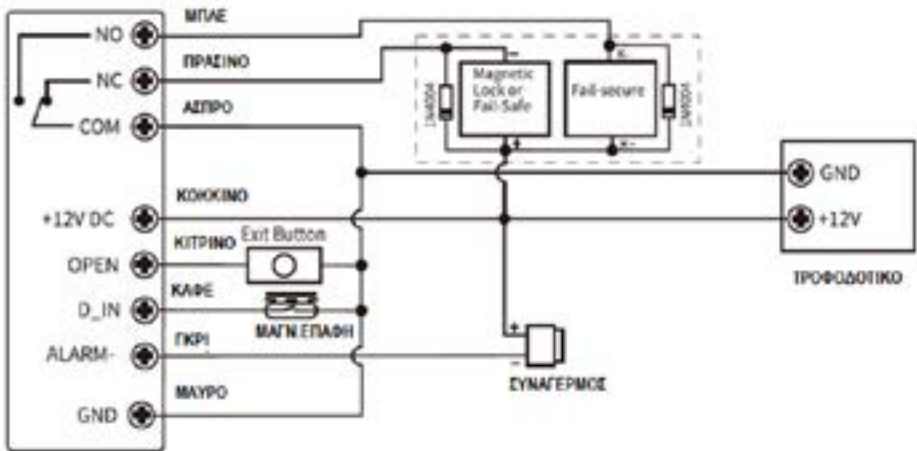 ΜΠΛΕ
NO
ΠΡΑΣΙΝΟ
NC
ΑΣΠΡΟ
COM
1N4004
Magnetic
Lock or
Fail-Safe
Fail-secure
1N4004
GND
ΚΟΚΚΙΝΟ
+12V DC
+12V
ΚΙΤΡΙΝΟ
Exit Button
OPEN
ΤΡΟΦΟΔΟΤΙΚΟ
ΚΑΦΕ
D_IN
ΜΑΓΝ.ΕΠΑΦΗ
ΓΚΡΙ
ALARM-
ΣΥΝΑΓΕΡΜΟΣ
ΜΑΥΡΟ
GND